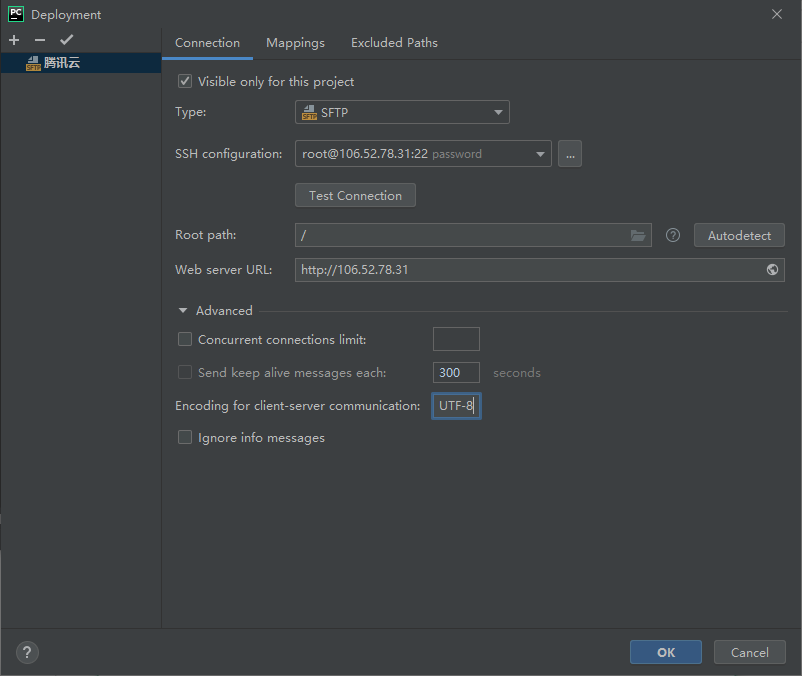 PC Deployment
SFTP 腾讯云
Connection Mappings Excluded Paths
Visible only for this project
Type: SFTP SFTP
SSH configuration: root@106.52.78.31:22 password ...
Test Connection
Root path: / ? Autodetect
Web server URL: http://106.52.78.31
Advanced
Concurrent connections limit:
Send keep alive messages each: 300 seconds
Encoding for client-server communication: UTF-8
Ignore info messages
? OK Cancel